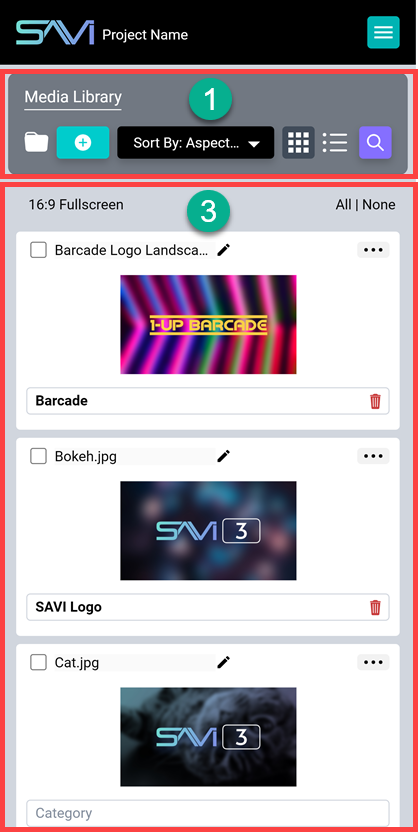 SAVI Project Name
Media Library
1
Sort By: Aspect...
16:9 Fullscreen
3
All | None
Barcade Logo Landsca...
1-UP BARCADE
Barcade
Bokeh.jpg
SAVI 3
SAVI Logo
Cat.jpg
SAVI 3
Category